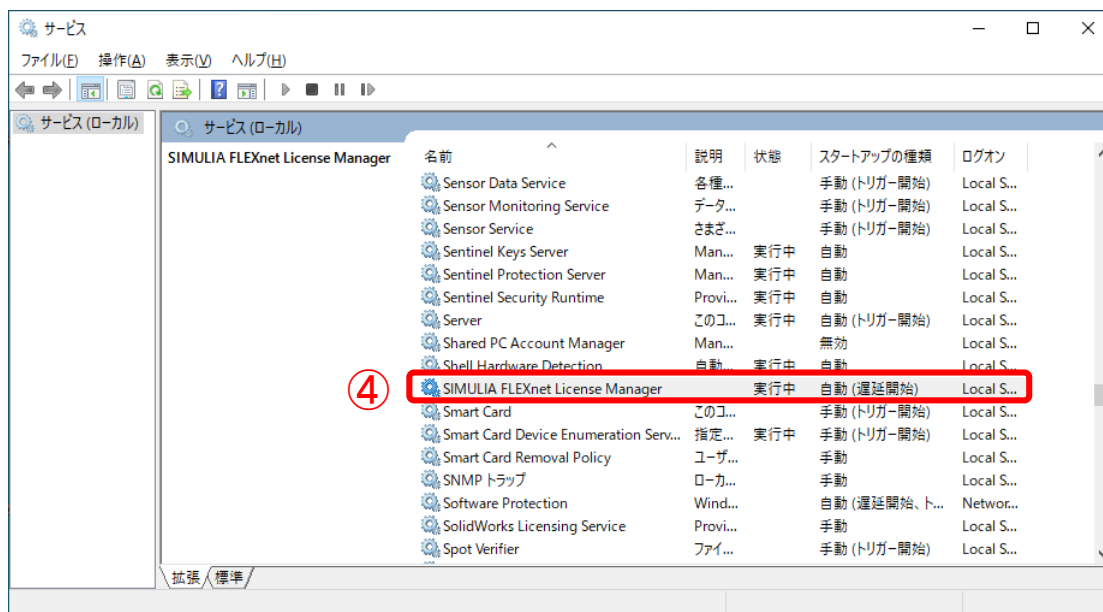 サービス
ファイル(F) 操作(A) 表示(V) ヘルプ(H)
サービス (ローカル)
サービス (ローカル)
SIMULIA FLEXnet License Manager
名前 説明 状態 スタートアップの種類 ログオン
Sensor Data Service 各種... 手動 (トリガー開始) Local S...
Sensor Monitoring Service データ... 手動 (トリガー開始) Local S...
Sensor Service さまざ... 手動 (トリガー開始) Local S...
Sentinel Keys Server Man... 実行中 自動 Local S...
Sentinel Protection Server Man... 実行中 自動 Local S...
Sentinel Security Runtime Provi... 実行中 自動 Local S...
Server このコ... 実行中 自動 (トリガー開始) Local S...
Shared PC Account Manager Man... 無効 Local S...
Shell Hardware Detection 自動... 実行中 自動 Local S...
④ SIMULIA FLEXnet License Manager 実行中 自動 (遅延開始) Local S...
Smart Card このコ... 手動 (トリガー開始) Local S...
Smart Card Device Enumeration Serv... 指定... 実行中 手動 (トリガー開始) Local S...
Smart Card Removal Policy ユーザ... 手動 Local S...
SNMP トラップ ローカ... 手動 Local S...
Software Protection Wind... 自動 (遅延開始、ト... Networ...
SolidWorks Licensing Service Provi... 手動 Local S...
Spot Verifier ファイ... 手動 (トリガー開始) Local S...
拡張 標準